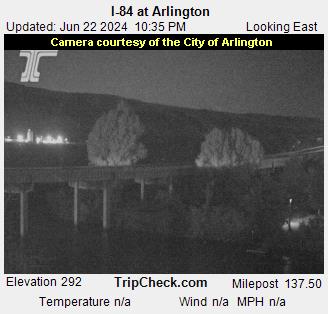 I-84 at Arlington
Updated: Jun 22 2024 10:35 PM Looking East
Camera courtesy of the City of Arlington
Elevation 292 TripCheck.com Milepost 137.50
Temperature n/a Wind n/a MPH n/a